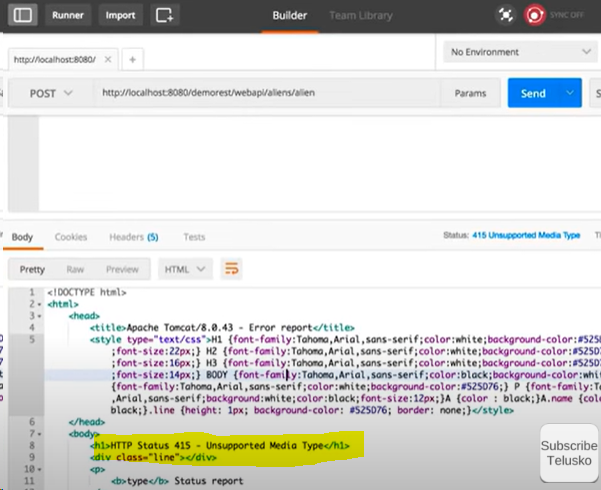 Runner Import Builder Team Library SYNC OFF
http://localhost:8080/ × + No Environment
POST http://localhost:8080/demorest/webapi/aliens/alien Params Send S
Body Cookies Headers (5) Tests Status: 415 Unsupported Media Type
Pretty Raw Preview HTML
1 <!DOCTYPE html>
2 <html>
3 <head>
4 <title>Apache Tomcat/8.0.43 - Error report</title>
5 <style type="text/css">H1 {font-family:Tahoma,Arial,sans-serif;color:white;background-color:#525D
;font-size:22px;} H2 {font-family:Tahoma,Arial,sans-serif;color:white;background-color:#525D
;font-size:16px;} H3 {font-family:Tahoma,Arial,sans-serif;color:white;background-color:#525D
;font-size:14px;} BODY {font-family:Tahoma,Arial,sans-serif;color:black;background-color:whi
{font-family:Tahoma,Arial,sans-serif;color:white;background-color:#525D76;} P {font-family:T
,Arial,sans-serif;background:white;color:black;font-size:12px;}A {color : black;}A.name {colo
black;}.line {height: 1px; background-color: #525D76; border: none;}</style>
6 </head>
7 <body>
8 <h1>HTTP Status 415 - Unsupported Media Type</h1>
9 <div class="line"></div>
10 <p>
11 <b>type</b> Status report
Subscribe
Telusko